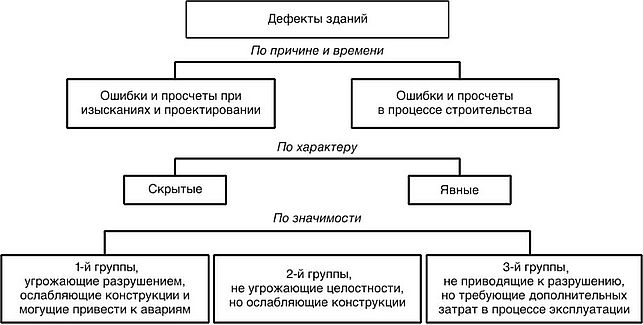 Дефекты зданий
По причине и времени
Ошибки и просчеты при
изысканиях и проектировании
Ошибки и просчеты
в процессе строительства
По характеру
Скрытые
Явные
По значимости
1-й группы,
угрожающие разрушением,
ослабляющие конструкции и
могущие привести к авариям
2-й группы,
не угрожающие целостности,
но ослабляющие конструкции
3-й группы,
не приводящие к разрушению,
но требующие дополнительных
затрат в процессе эксплуатации